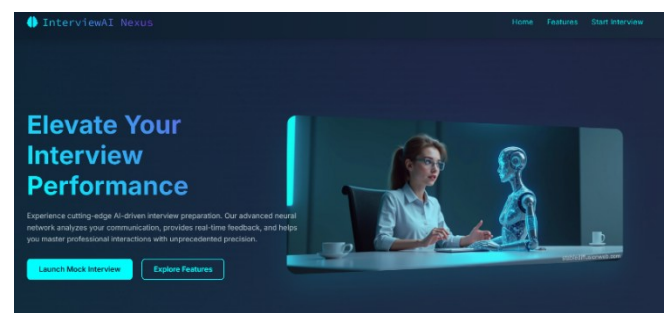 InterviewAI Nexus
Home Features Start Interview
Elevate Your
Interview
Performance
Experience cutting-edge AI-driven interview preparation. Our advanced neural
network analyzes your communication, provides real-time feedback, and helps
you master professional interactions with unprecedented precision.
Launch Mock Interview Explore Features